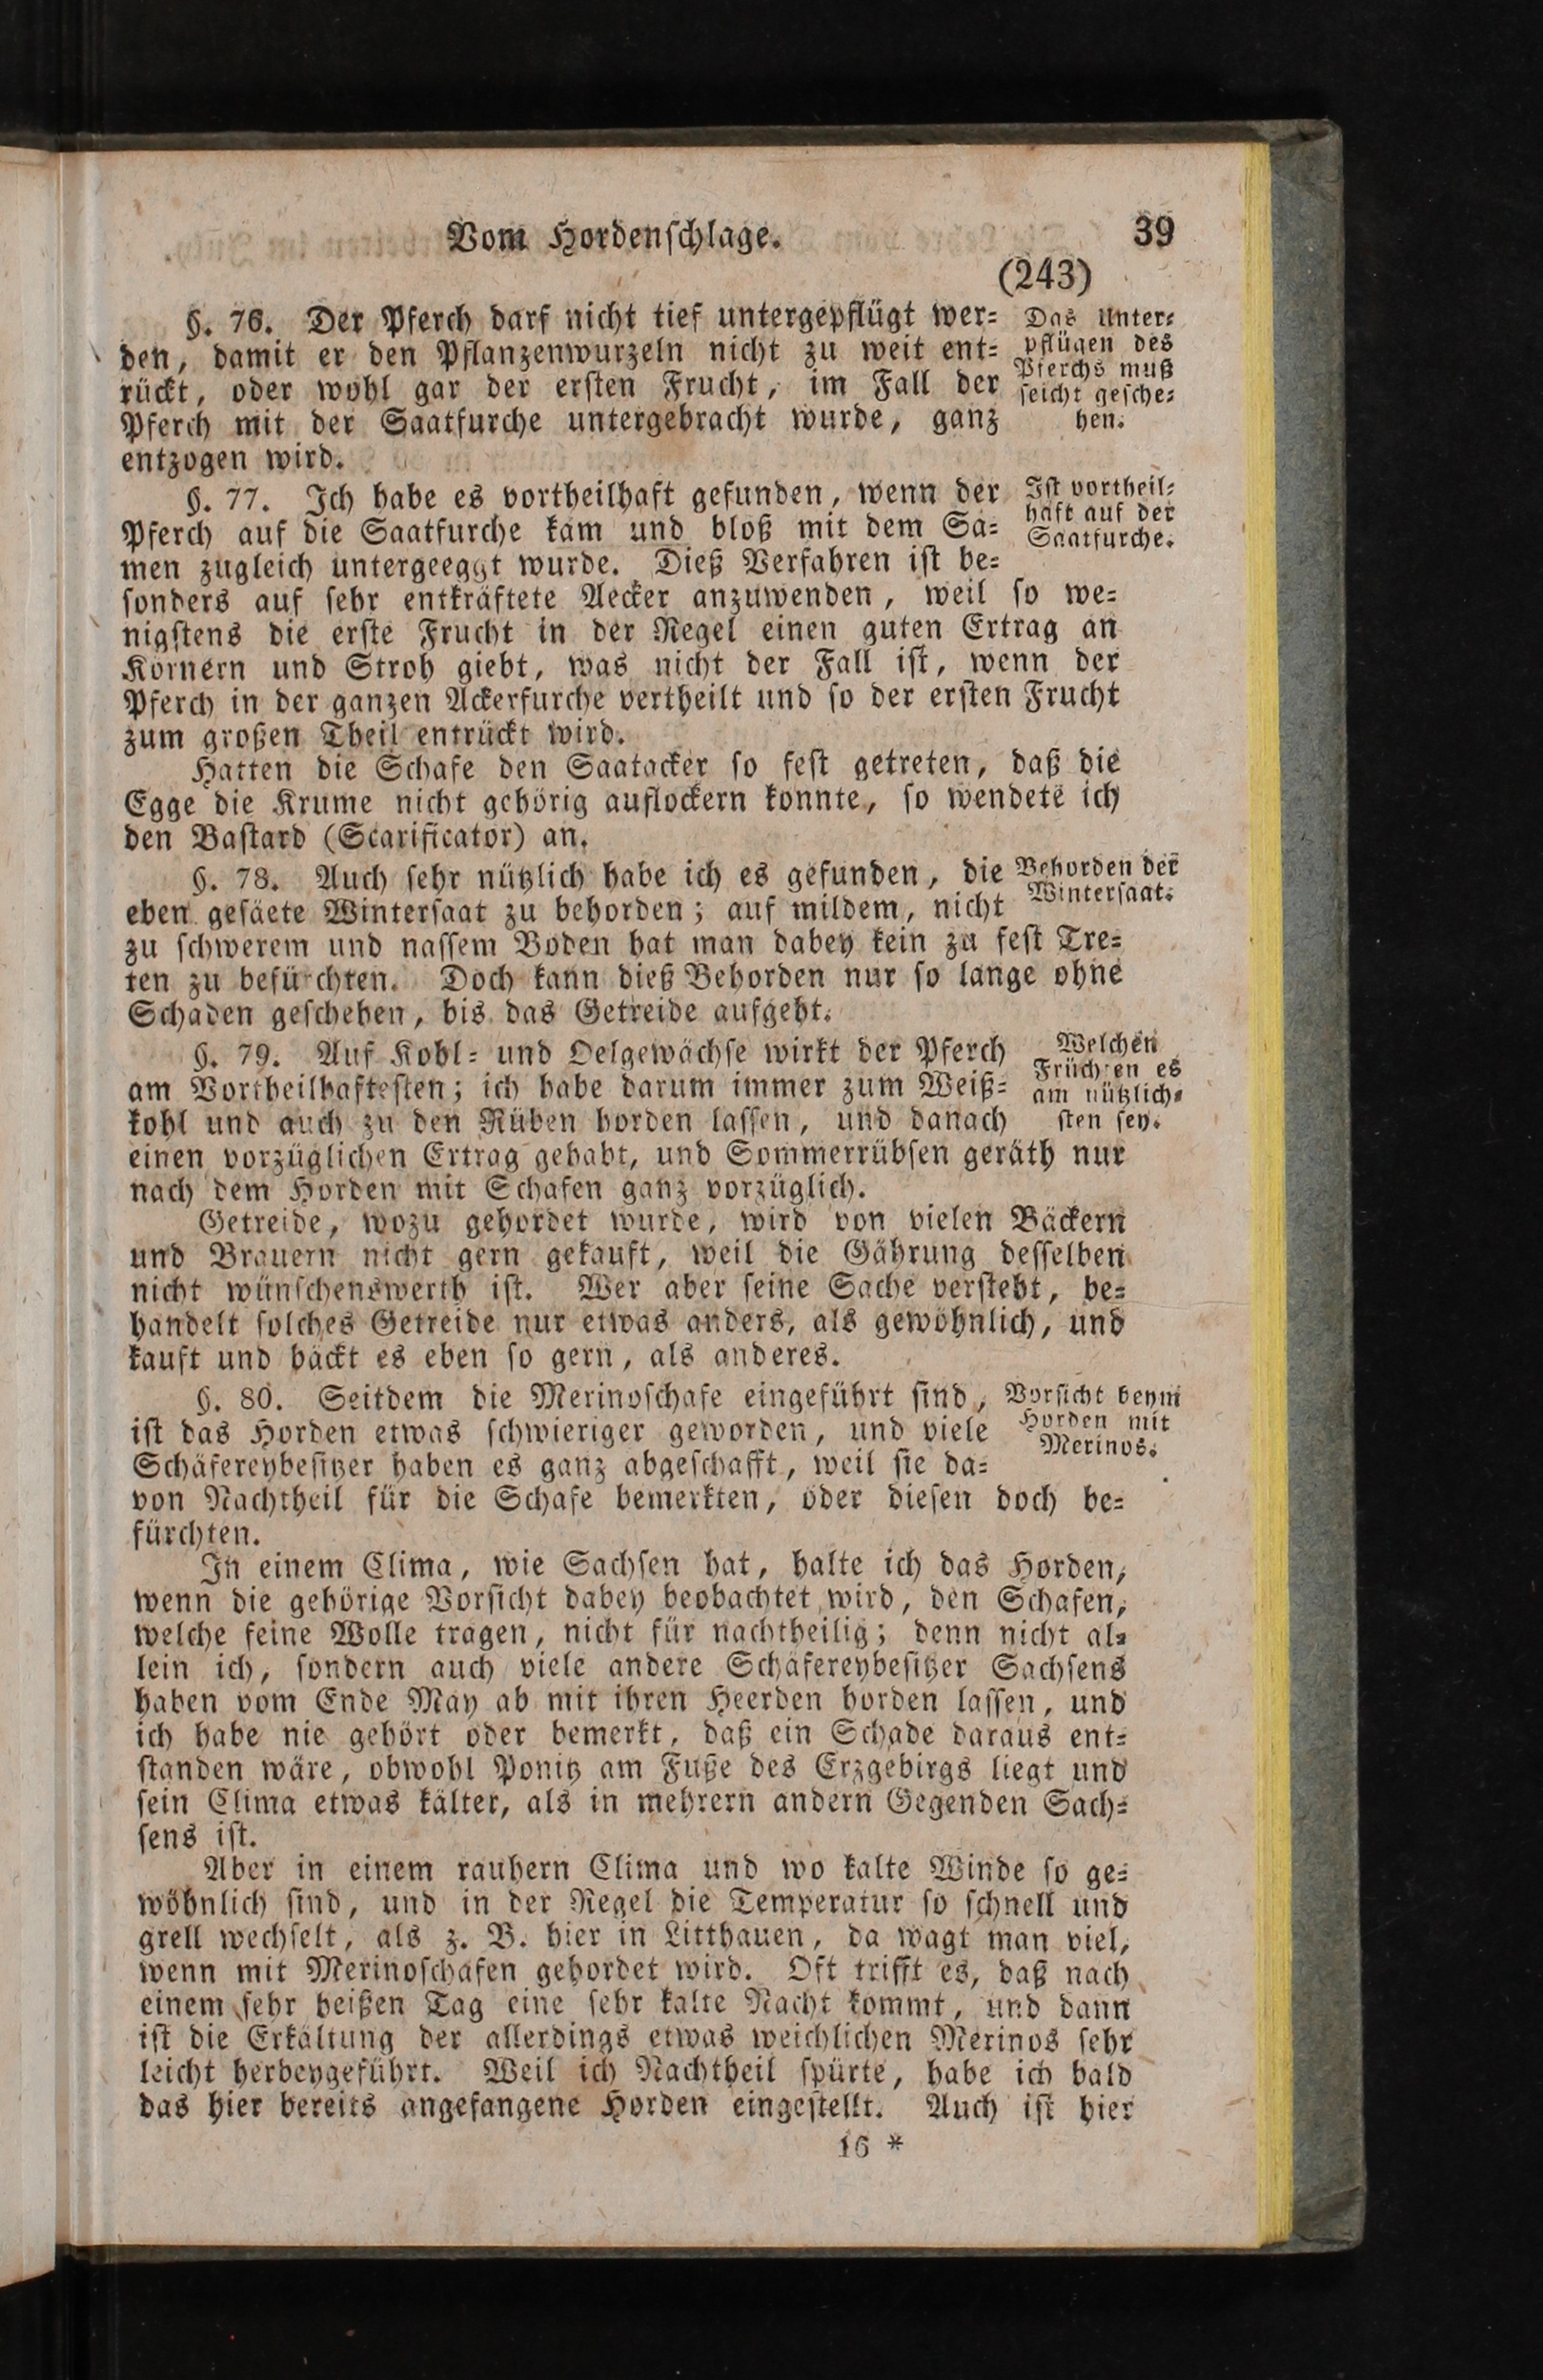 Vom Hordenschlage. 39
(243)
§. 76. Der Pferch darf nicht tief untergepflügt wer=
den, damit er den Pflanzenwurzeln nicht zu weit ent=
rückt, oder wohl gar der ersten Frucht, im Fall der
Pferch mit der Saatfurche untergebracht wurde, ganz
entzogen wird.
Das Unter=
pflügen des
Pferchs muß
seicht gesche=
hen.
§. 77. Ich habe es vortheilhaft gefunden, wenn der
Pferch auf die Saatfurche kam und bloß mit dem Sa=
men zugleich untergeeggt wurde. Dieß Verfahren ist be=
sonders auf sehr entkräftete Aecker anzuwenden, weil so we=
nigstens die erste Frucht in der Regel einen guten Ertrag an
Körnern und Stroh giebt, was nicht der Fall ist, wenn der
Pferch in der ganzen Ackerfurche vertheilt und so der ersten Frucht
zum großen Theil entrückt wird.
Ist vortheil=
haft auf der
Saatfurche.
Hatten die Schafe den Saatacker so fest getreten, daß die
Egge die Krume nicht gehörig auflockern konnte, so wendete ich
den Bastard (Scarificator) an.
§. 78. Auch sehr nützlich habe ich es gefunden, die
eben gesäete Wintersaat zu behorden; auf mildem, nicht
zu schwerem und nassem Boden hat man dabey kein zu fest Tre=
ten zu befürchten. Doch kann dieß Behorden nur so lange ohne
Schaden geschehen, bis das Getreide aufgeht.
Behorden der
Wintersaat.
§. 79. Auf Kohl= und Oelgewächse wirkt der Pferch
am Vortheilhaftesten; ich habe darum immer zum Weiß=
kohl und auch zu den Rüben horden lassen, und danach
einen vorzüglichen Ertrag gehabt, und Sommerrübsen geräth nur
nach dem Horden mit Schafen ganz vorzüglich.
Welchen
Früchten es
am nützlich=
sten sey.
Getreide, wozu gehordet wurde, wird von vielen Bäckern
und Brauern nicht gern gekauft, weil die Gährung desselben
nicht wünschenswerth ist. Wer aber seine Sache versteht, be=
handelt solches Getreide nur etwas anders, als gewöhnlich, und
kauft und bäckt es eben so gern, als anderes.
§. 80. Seitdem die Merinoschafe eingeführt sind,
ist das Horden etwas schwieriger geworden, und viele
Schäfereybesitzer haben es ganz abgeschafft, weil sie da=
von Nachtheil für die Schafe bemerkten, oder diesen doch be=
fürchten.
Vorsicht beym
Horden mit
Merinos.
In einem Clima, wie Sachsen hat, halte ich das Horden,
wenn die gehörige Vorsicht dabey beobachtet wird, den Schafen,
welche feine Wolle tragen, nicht für nachtheilig; denn nicht al=
lein ich, sondern auch viele andere Schäfereybesitzer Sachsens
haben vom Ende May ab mit ihren Heerden horden lassen, und
ich habe nie gehört oder bemerkt, daß ein Schade daraus ent=
standen wäre, obwohl Ponitz am Fuße des Erzgebirgs liegt und
sein Clima etwas kälter, als in mehrern andern Gegenden Sach=
sens ist.
Aber in einem rauhern Clima und wo kalte Winde so ge=
wöhnlich sind, und in der Regel die Temperatur so schnell und
grell wechselt, als z. B. hier in Litthauen, da wagt man viel,
wenn mit Merinoschafen gehordet wird. Oft trifft es, daß nach
einem sehr heißen Tag eine sehr kalte Nacht kommt, und dann
ist die Erkältung der allerdings etwas weichlichen Merinos sehr
leicht herbeygeführt. Weil ich Nachtheil spürte, habe ich bald
das hier bereits angefangene Horden eingestellt. Auch ist hier
16 *